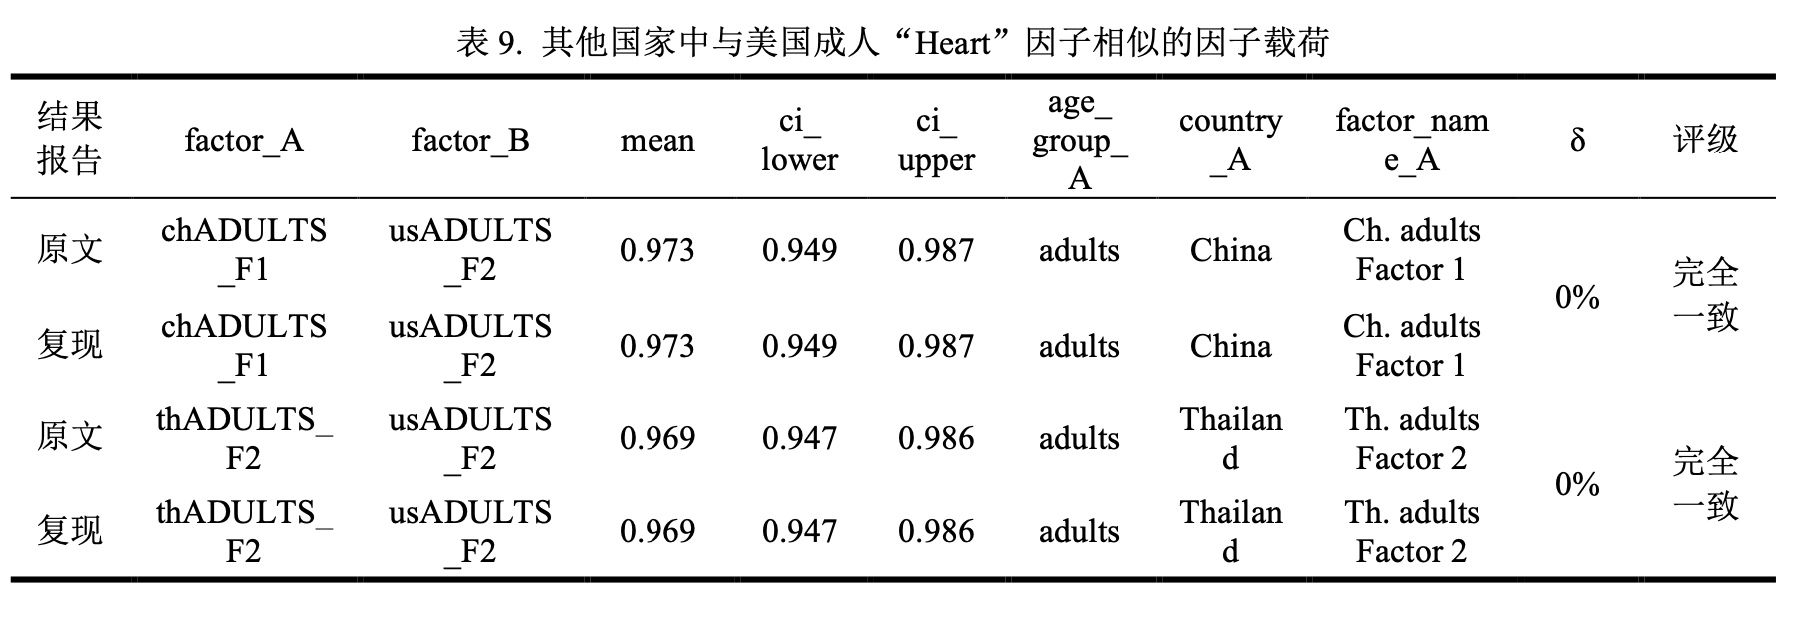 表 9. 其他国家中与美国成人“Heart”因子相似的因子载荷
结果报告 factor_A factor_B mean ci_lower ci_upper age_group_A country_A factor_name_A δ 评级
原文 chADULTS_F1 usADULTS_F2 0.973 0.949 0.987 adults China Ch. adults Factor 1 0% 完全一致
复现 chADULTS_F1 usADULTS_F2 0.973 0.949 0.987 adults China Ch. adults Factor 1
原文 thADULTS_F2 usADULTS_F2 0.969 0.947 0.986 adults Thailand Th. adults Factor 2 0% 完全一致
复现 thADULTS_F2 usADULTS_F2 0.969 0.947 0.986 adults Thailand Th. adults Factor 2